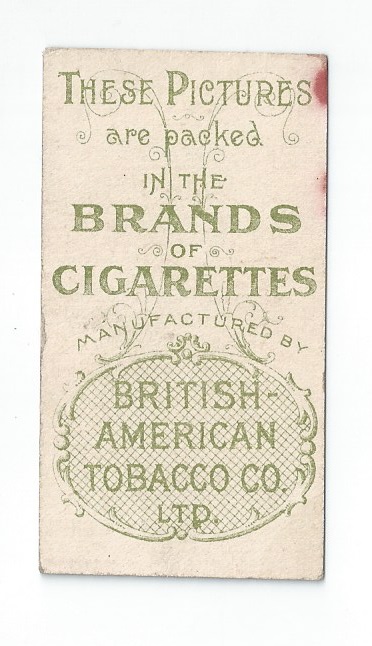 THESE PICTURES
are packed
IN THE
BRANDS
OF
CIGARETTES
MANUFACTURED BY
BRITISH-
AMERICAN
TOBACCO CO.
LTD.